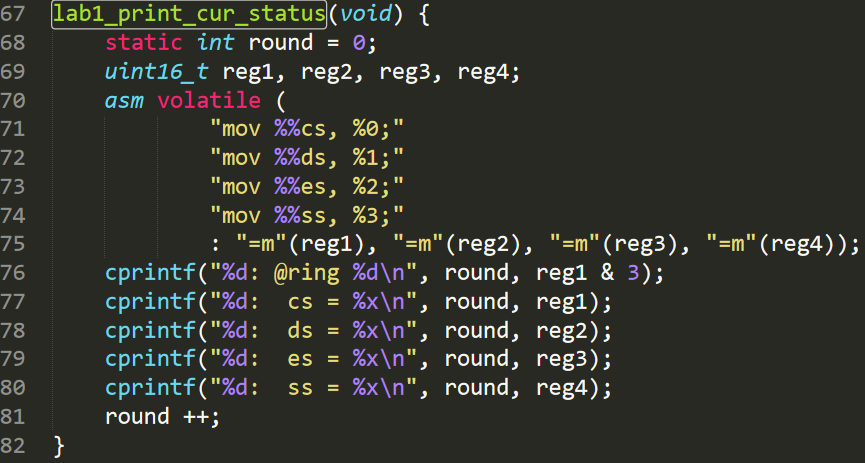 67 lab1_print_cur_status(void) {
68     static int round = 0;
69     uint16_t reg1, reg2, reg3, reg4;
70     asm volatile (
71             "mov %%cs, %0;"
72             "mov %%ds, %1;"
73             "mov %%es, %2;"
74             "mov %%ss, %3;"
75             : "=m"(reg1), "=m"(reg2), "=m"(reg3), "=m"(reg4));
76     cprintf("%d: @ring %d\n", round, reg1 & 3);
77     cprintf("%d:  cs = %x\n", round, reg1);
78     cprintf("%d:  ds = %x\n", round, reg2);
79     cprintf("%d:  es = %x\n", round, reg3);
80     cprintf("%d:  ss = %x\n", round, reg4);
81     round ++;
82 }